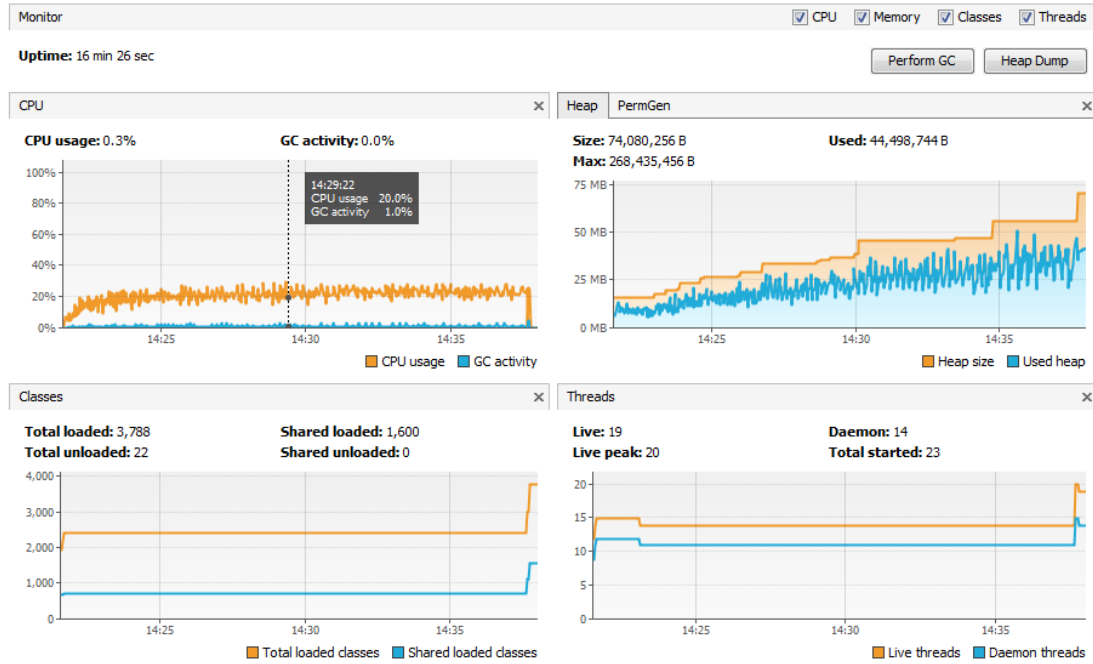 Monitor CPU Memory Classes Threads
Uptime: 16 min 26 sec Perform GC Heap Dump
CPU
CPU usage: 0.3% GC activity: 0.0%
100%
80%
60%
40%
20%
0%
14:29:22
CPU usage 20.0%
GC activity 1.0%
14:25 14:30 14:35
CPU usage GC activity
Heap PermGen
Size: 74,080,256 B Used: 44,498,744 B
Max: 268,435,456 B
75 MB
50 MB
25 MB
0 MB
14:25 14:30 14:35
Heap size Used heap
Classes
Total loaded: 3,788 Shared loaded: 1,600
Total unloaded: 22 Shared unloaded: 0
4,000
3,000
2,000
1,000
0
14:25 14:30 14:35
Total loaded classes Shared loaded classes
Threads
Live: 19 Daemon: 14
Live peak: 20 Total started: 23
20
15
10
5
0
14:25 14:30 14:35
Live threads Daemon threads